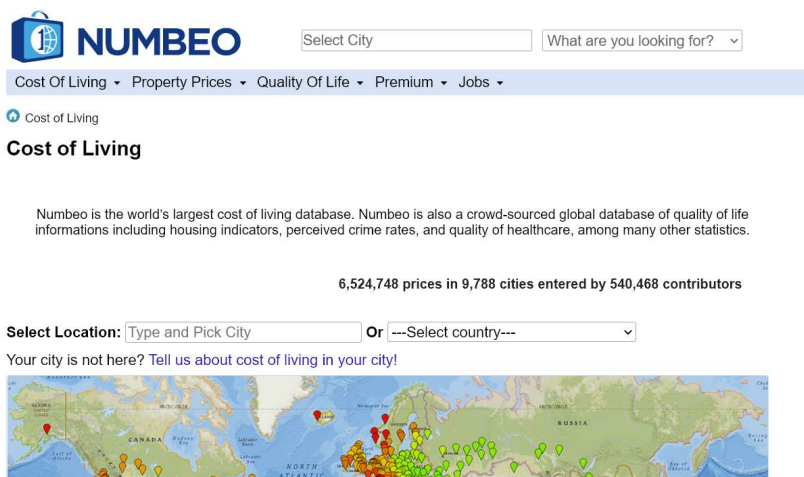 NUMBEO
Select City
What are you looking for?
Cost Of Living Property Prices Quality Of Life Premium Jobs
Cost of Living
Cost of Living
Numbeo is the world's largest cost of living database. Numbeo is also a crowd-sourced global database of quality of life
informations including housing indicators, perceived crime rates, and quality of healthcare, among many other statistics.
6,524,748 prices in 9,788 cities entered by 540,468 contributors
Select Location: Type and Pick City Or ---Select country---
Your city is not here? Tell us about cost of living in your city!
ALASKA
CANADA
Hudson
Bay
NORTH
ATLANTIC
RUSSIA